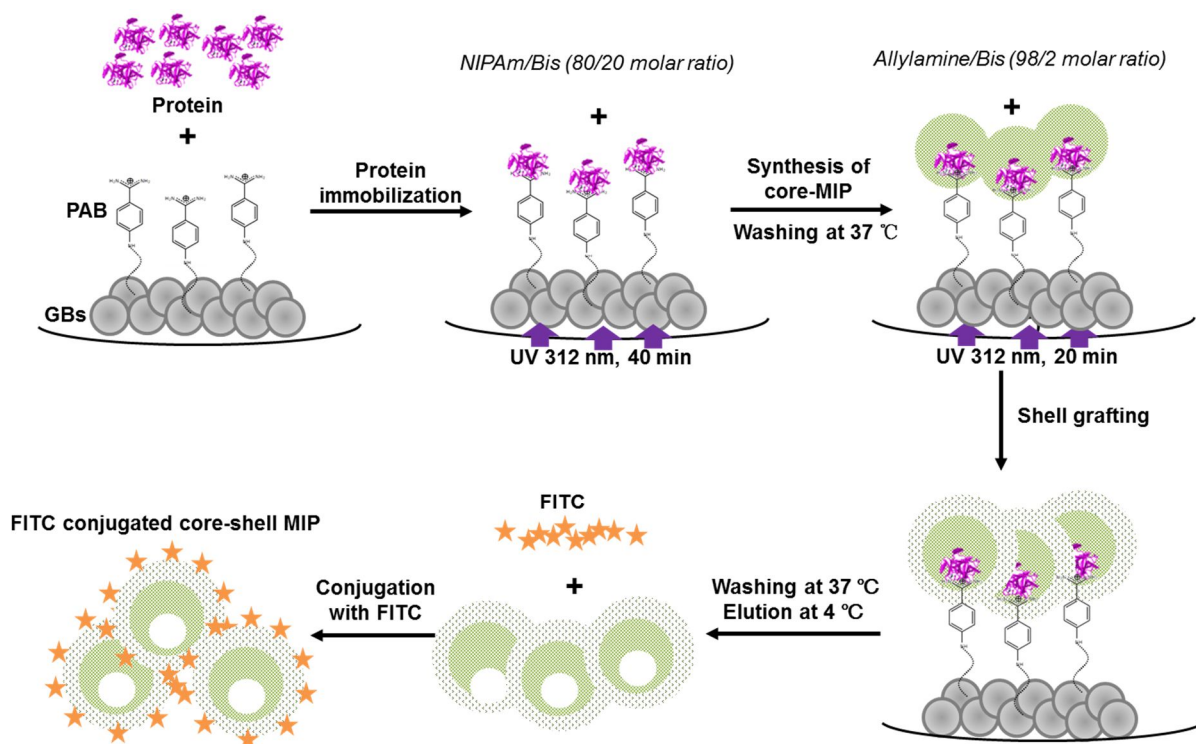 Protein
+
PAB
GBs
Protein
immobilization
NIPAm/Bis (80/20 molar ratio)
+
UV 312 nm, 40 min
Synthesis of
core-MIP
Washing at 37 ℃
Allylamine/Bis (98/2 molar ratio)
+
UV 312 nm, 20 min
Shell grafting
Washing at 37 ℃
Elution at 4 ℃
FITC
+
Conjugation
with FITC
FITC conjugated core-shell MIP